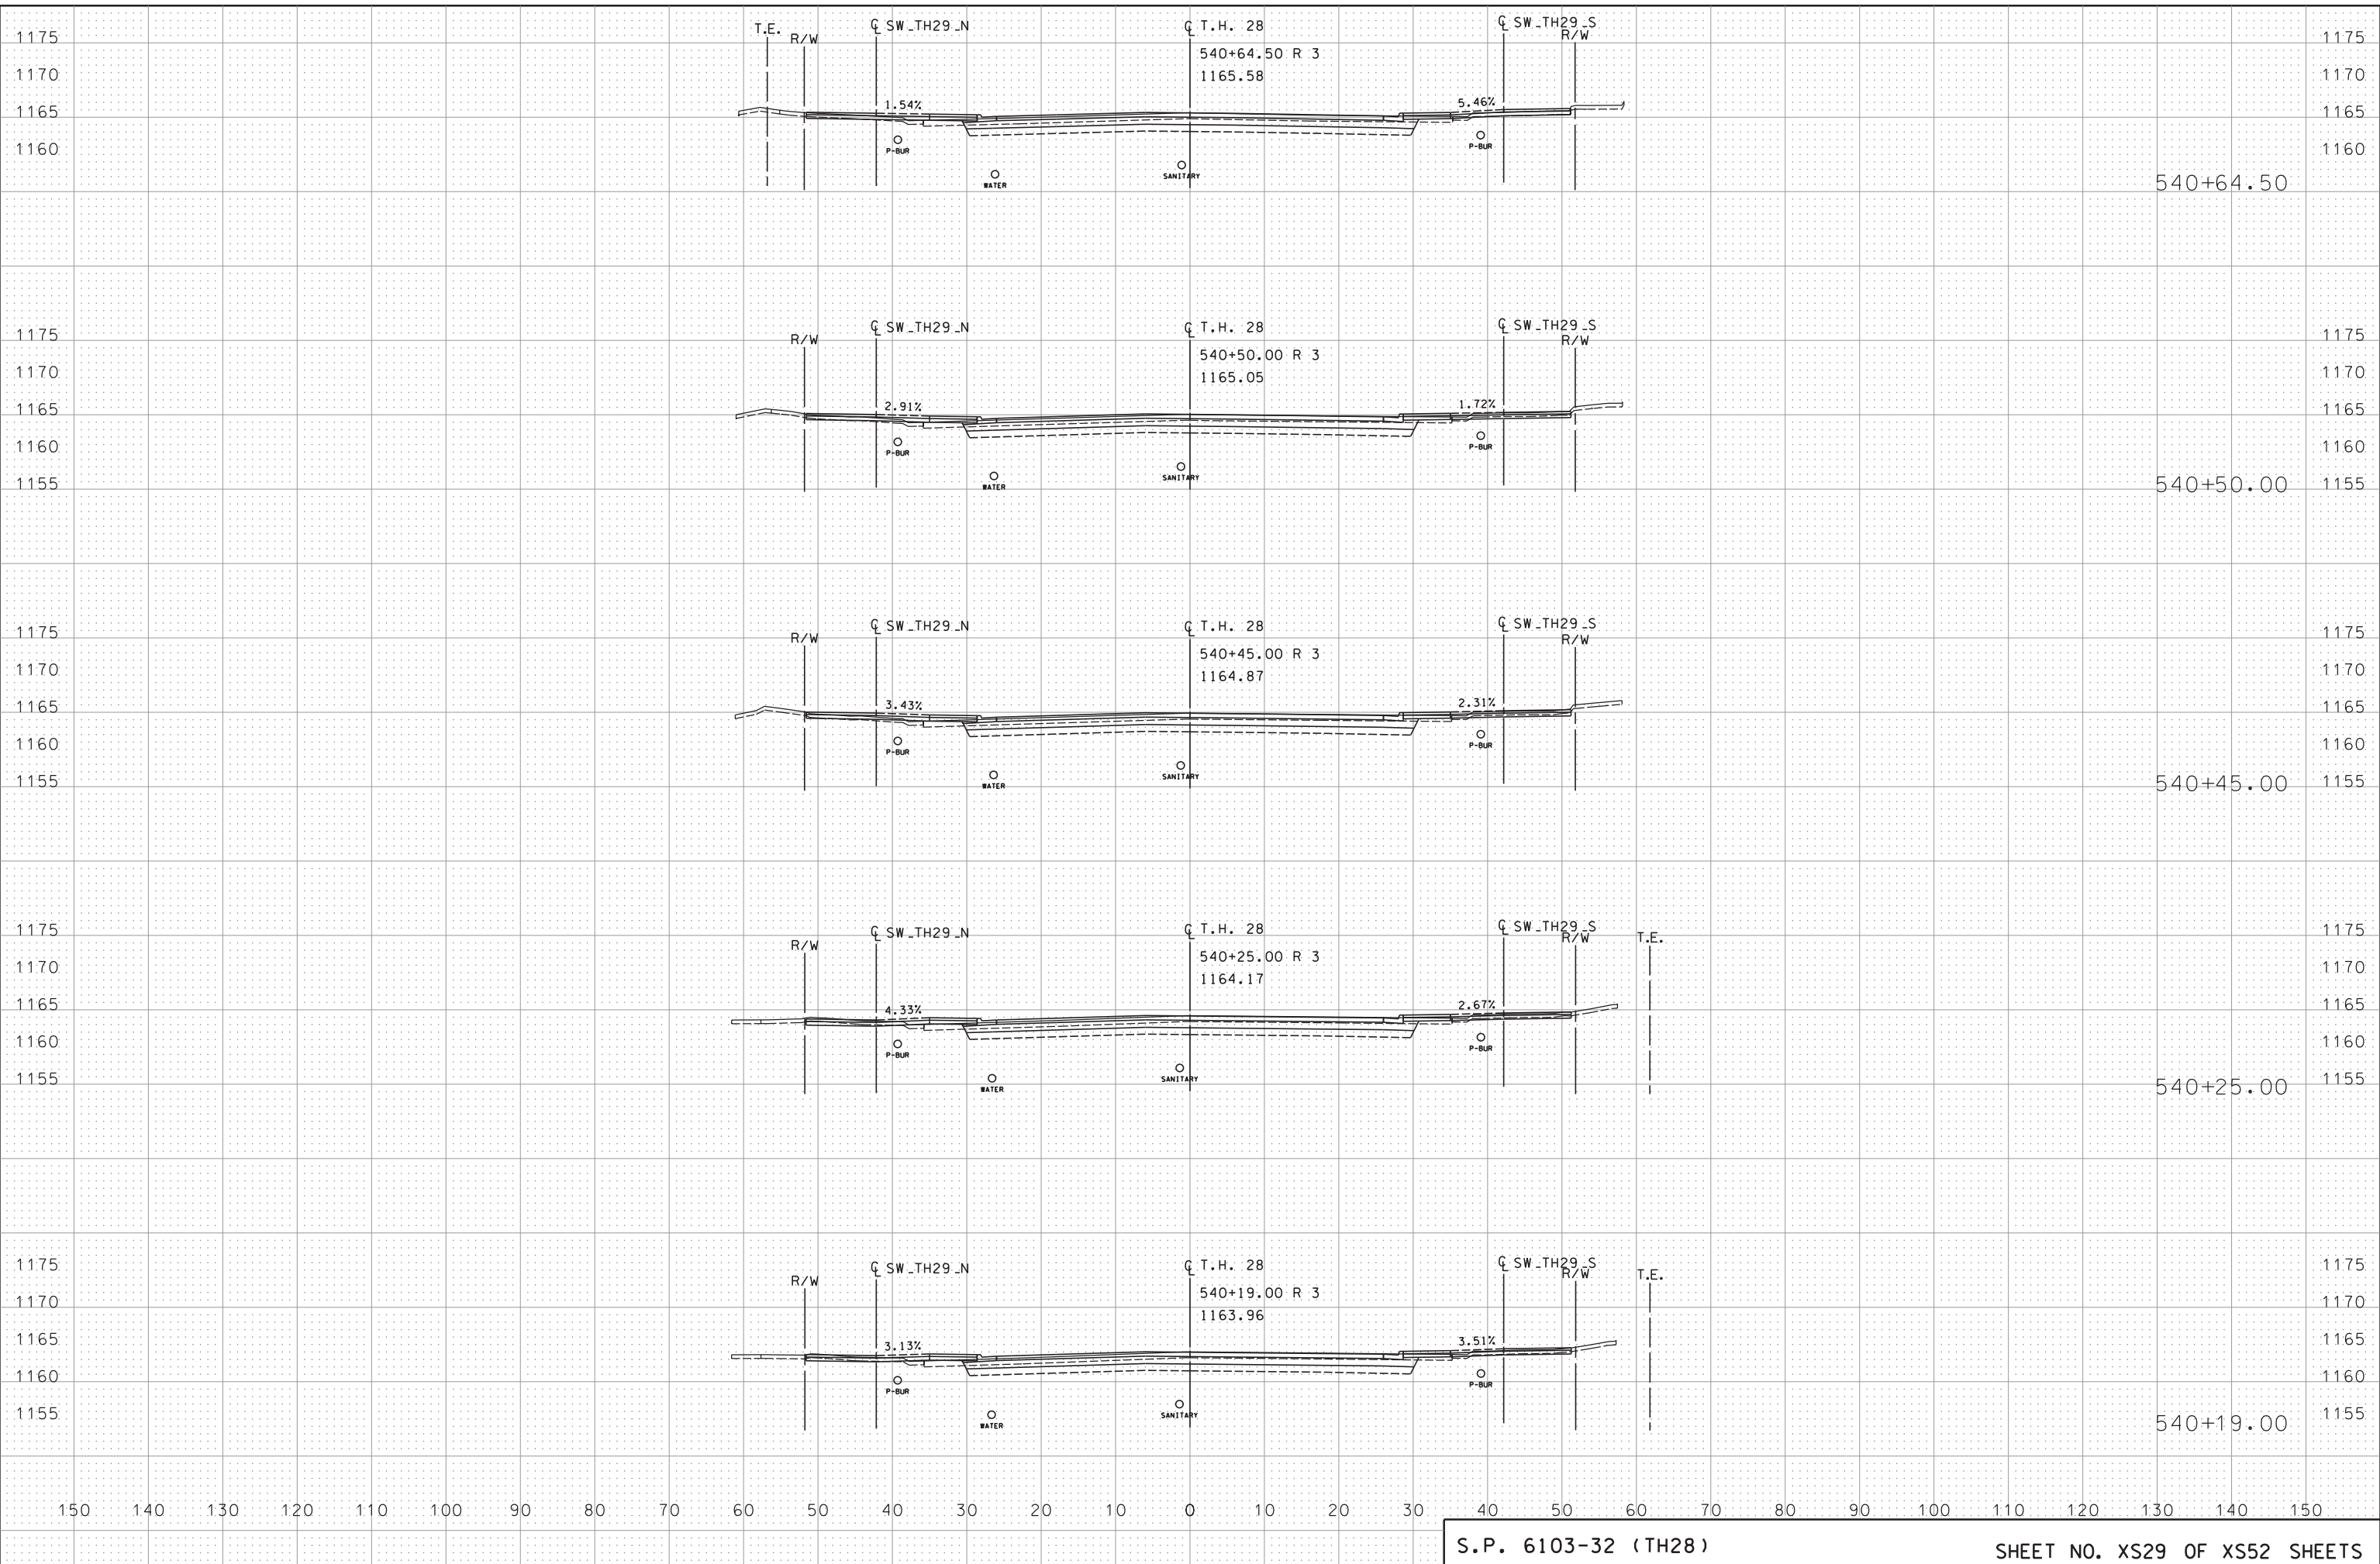 T.E. R/W ℄ SW_TH29_N ℄ T.H. 28 ℄ SW_TH29_S R/W
1175 1175
540+64.50 R 3
1170 1165.58 1170
1165 1.54% 5.46% 1165
1160 P-BUR P-BUR 1160
WATER SANITARY
540+64.50
℄ SW_TH29_N ℄ T.H. 28 ℄ SW_TH29_S
1175 R/W R/W 1175
540+50.00 R 3
1170 1165.05 1170
1165 2.91% 1.72% 1165
1160 P-BUR P-BUR 1160
WATER SANITARY
1155 540+50.00 1155
℄ SW_TH29_N ℄ T.H. 28 ℄ SW_TH29_S
1175 R/W R/W 1175
540+45.00 R 3
1170 1164.87 1170
1165 3.43% 2.31% 1165
1160 P-BUR P-BUR 1160
WATER SANITARY
1155 540+45.00 1155
℄ SW_TH29_N ℄ T.H. 28 ℄ SW_TH29_S
1175 R/W R/W T.E. 1175
540+25.00 R 3
1170 1164.17 1170
1165 4.33% 2.67% 1165
1160 P-BUR P-BUR 1160
WATER SANITARY
1155 540+25.00 1155
℄ SW_TH29_N ℄ T.H. 28 ℄ SW_TH29_S
1175 R/W R/W T.E. 1175
540+19.00 R 3
1170 1163.96 1170
1165 3.13% 3.51% 1165
1160 P-BUR P-BUR 1160
WATER SANITARY
1155 540+19.00 1155
150 140 130 120 110 100 90 80 70 60 50 40 30 20 10 0 10 20 30 40 50 60 70 80 90 100 110 120 130 140 150
S.P. 6103-32 (TH28) SHEET NO. XS29 OF XS52 SHEETS